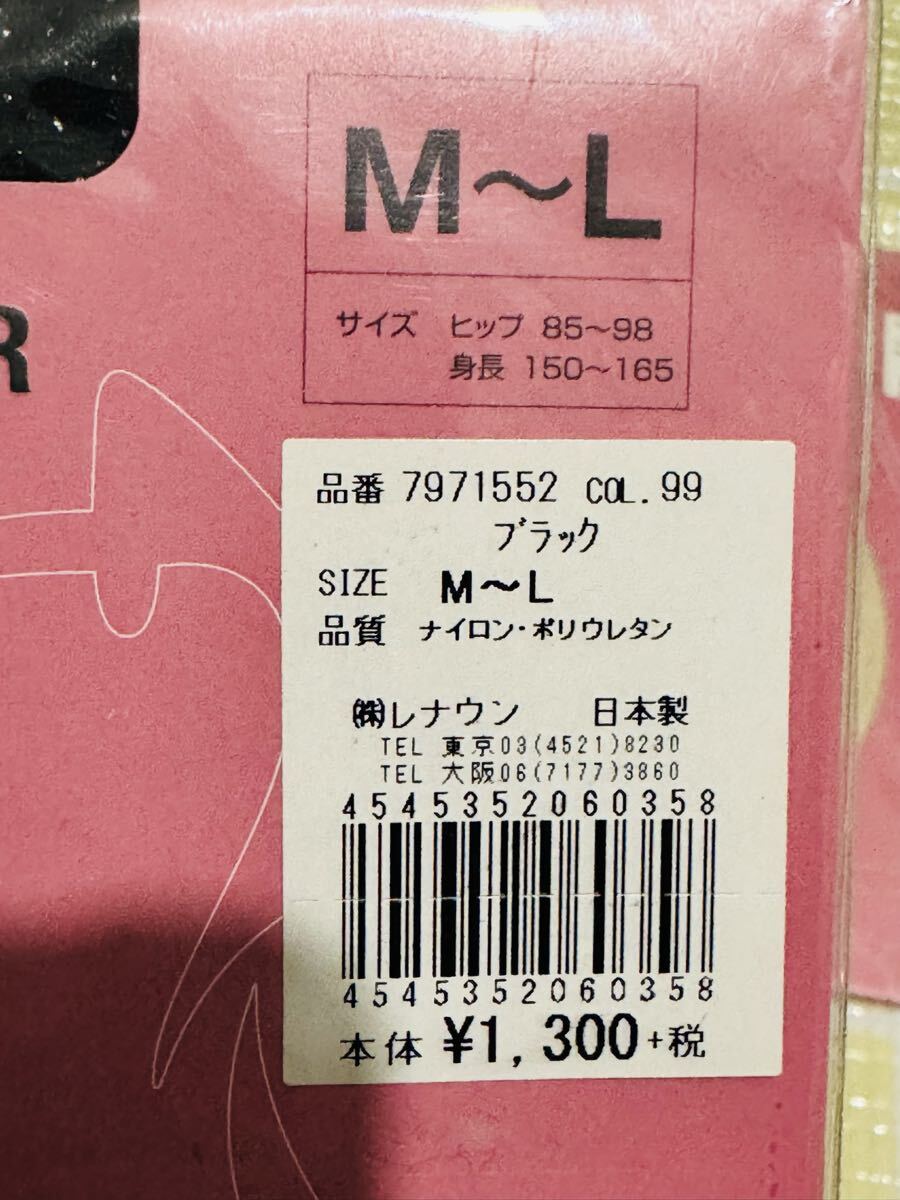 M～L
サイズ ヒップ 85～98
身長 150～165
R
品番 7971552 COL.99
ブラック
SIZE M～L
品質 ナイロン・ポリウレタン
㈱レナウン 日本製
TEL 東京03(4521)8230
TEL 大阪06(7177)3860
4545352060358
4545352060358
本体 ¥1,300+税